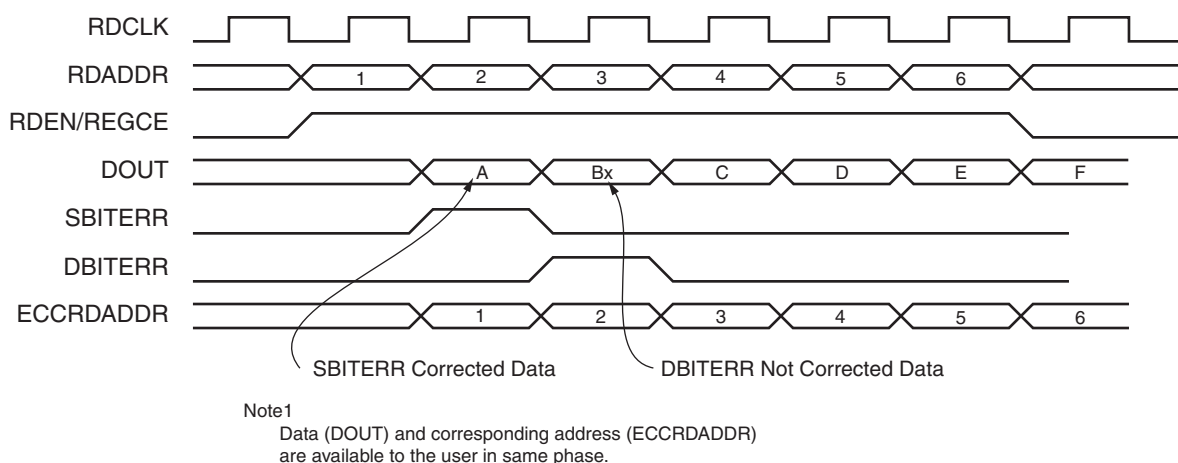 RDCLK
RDADDR 1 2 3 4 5 6
RDEN/REGCE
DOUT A Bx C D E F
SBITERR
DBITERR
ECCRDADDR 1 2 3 4 5 6
SBITERR Corrected Data DBITERR Not Corrected Data
Note1
Data (DOUT) and corresponding address (ECCRDADDR)
are available to the user in same phase.